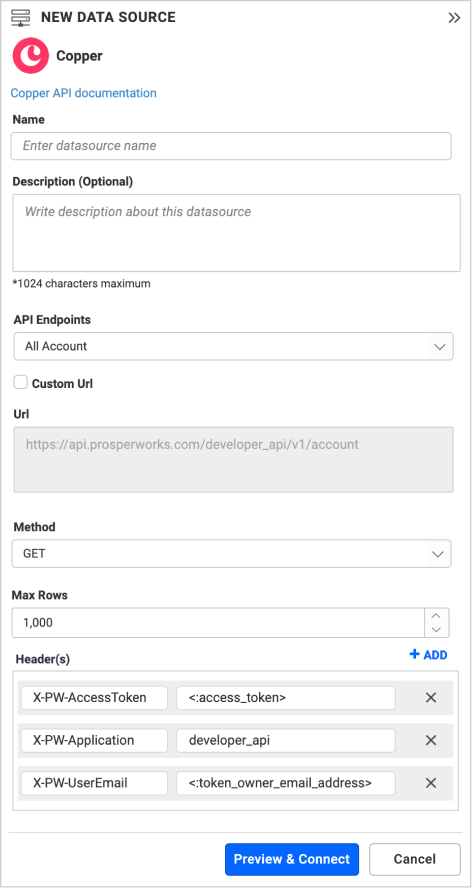 NEW DATA SOURCE
Copper
Copper API documentation
Name
Enter datasource name
Description (Optional)
Write description about this datasource
*1024 characters maximum
API Endpoints
All Account
Custom Url
Url
https://api.prosperworks.com/developer_api/v1/account
Method
GET
Max Rows
1,000
Header(s)
+ ADD
X-PW-AccessToken <:access_token>
X-PW-Application developer_api
X-PW-UserEmail <:token_owner_email_address>
Preview & Connect Cancel